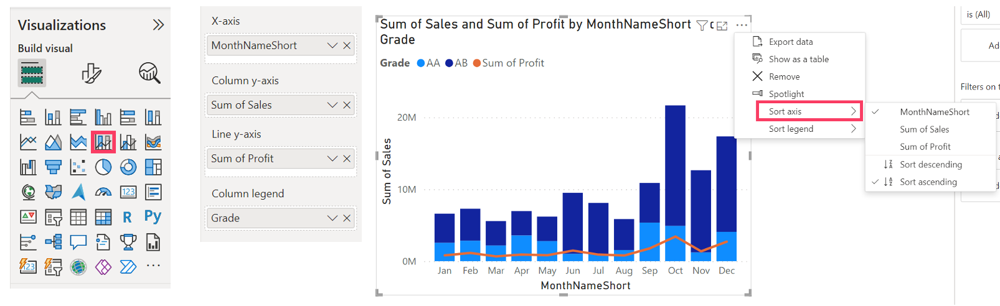 Visualizations
Build visual
123
R
Py
123
X-axis
MonthNameShort
Column y-axis
Sum of Sales
Line y-axis
Sum of Profit
Column legend
Grade
Sum of Sales and Sum of Profit by MonthNameShort
Grade
Grade AA AB Sum of Profit
20M
10M
0M
Sum of Sales
Jan Feb Mar Apr May Jun Jul Aug Sep Oct Nov Dec
MonthNameShort
Export data
Show as a table
Remove
Spotlight
Sort axis
Sort legend
MonthNameShort
Sum of Sales
Sum of Profit
Sort descending
Sort ascending
is (All)
Filters on